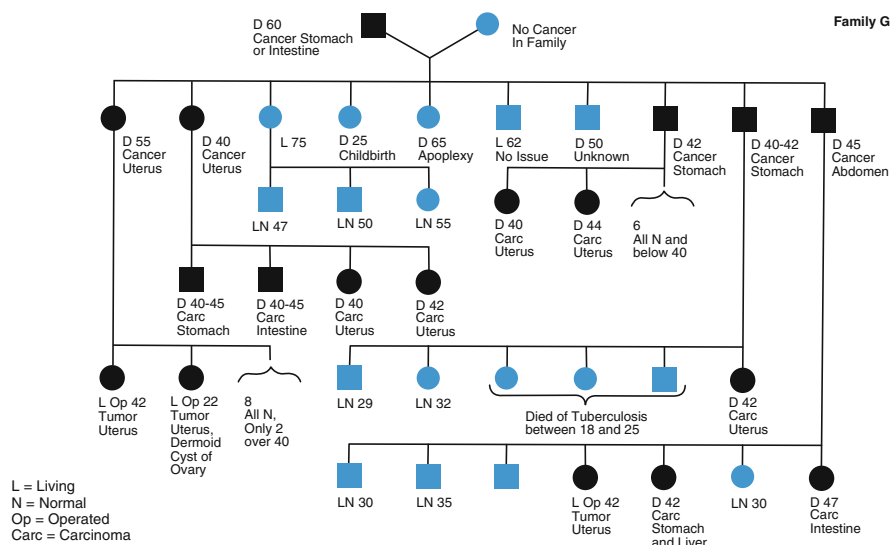 Family G
D 60
Cancer Stomach
or Intestine
No Cancer
In Family
D 55
Cancer
Uterus
D 40
Cancer
Uterus
L 75
D 25
Childbirth
D 65
Apoplexy
L 62
No Issue
D 50
Unknown
D 42
Cancer
Stomach
D 40-42
Cancer
Stomach
D 45
Cancer
Abdomen
LN 47
LN 50
LN 55
D 40
Carc
Uterus
D 44
Carc
Uterus
6
All N and
below 40
D 40-45
Carc
Stomach
D 40-45
Carc
Intestine
D 40
Carc
Uterus
D 42
Carc
Uterus
L Op 42
Tumor
Uterus
L Op 22
Tumor
Uterus,
Dermoid
Cyst of
Ovary
8
All N,
Only 2
over 40
LN 29
LN 32
Died of Tuberculosis
between 18 and 25
D 42
Carc
Uterus
LN 30
LN 35
L Op 42
Tumor
Uterus
D 42
Carc
Stomach
and Liver
LN 30
D 47
Carc
Intestine
L = Living
N = Normal
Op = Operated
Carc = Carcinoma